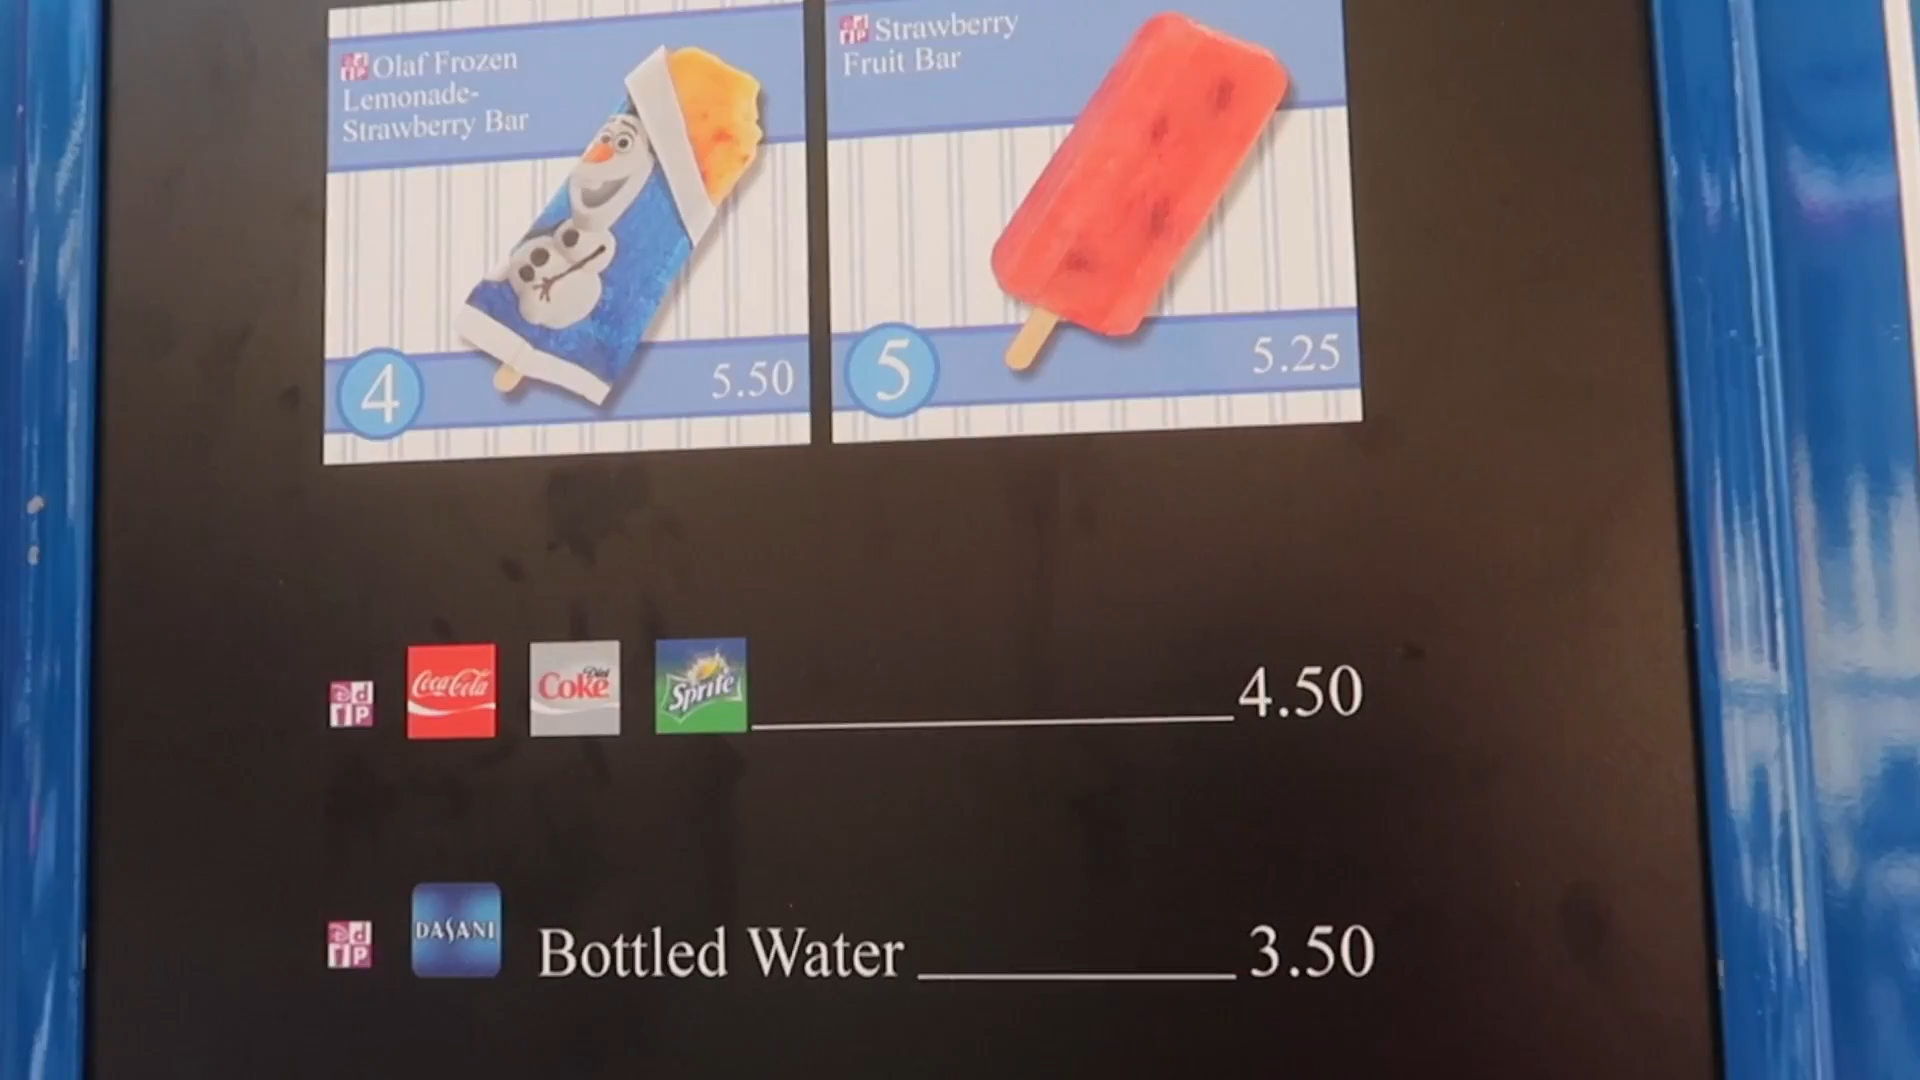 Olaf Frozen
Lemonade-
Strawberry Bar
4
5.50
Strawberry
Fruit Bar
5
5.25
Coca-Cola
Diet
Coke
Sprite
4.50
DASANI
Bottled Water
3.50